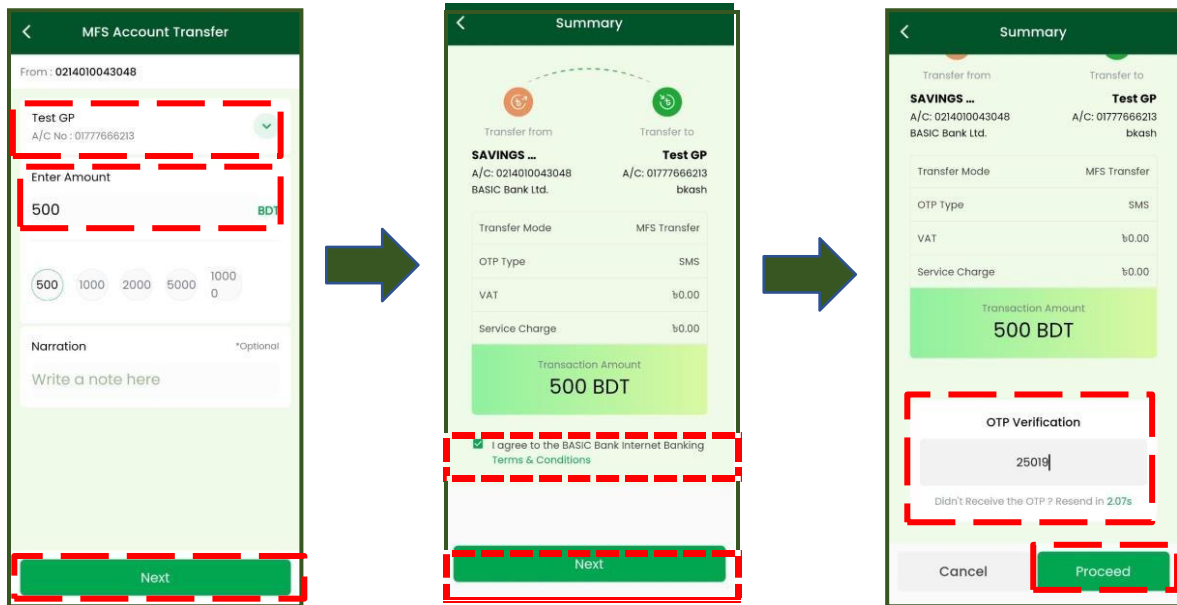 MFS Account Transfer
From : 0214010043048
Test GP
A/C No : 01777666213
Enter Amount
500 BDT
500 1000 2000 5000 1000
0
Narration *Optional
Write a note here
Next
Summary
Transfer from Transfer to
SAVINGS ... Test GP
A/C: 0214010043048 A/C: 01777666213
BASIC Bank Ltd. bkash
Transfer Mode MFS Transfer
OTP Type SMS
VAT ৳0.00
Service Charge ৳0.00
Transaction Amount
500 BDT
I agree to the BASIC Bank Internet Banking
Terms & Conditions
Next
Summary
Transfer from Transfer to
SAVINGS ... Test GP
A/C: 0214010043048 A/C: 01777666213
BASIC Bank Ltd. bkash
Transfer Mode MFS Transfer
OTP Type SMS
VAT ৳0.00
Service Charge ৳0.00
Transaction Amount
500 BDT
OTP Verification
25019
Didn't Receive the OTP ? Resend in 2.07s
Cancel Proceed